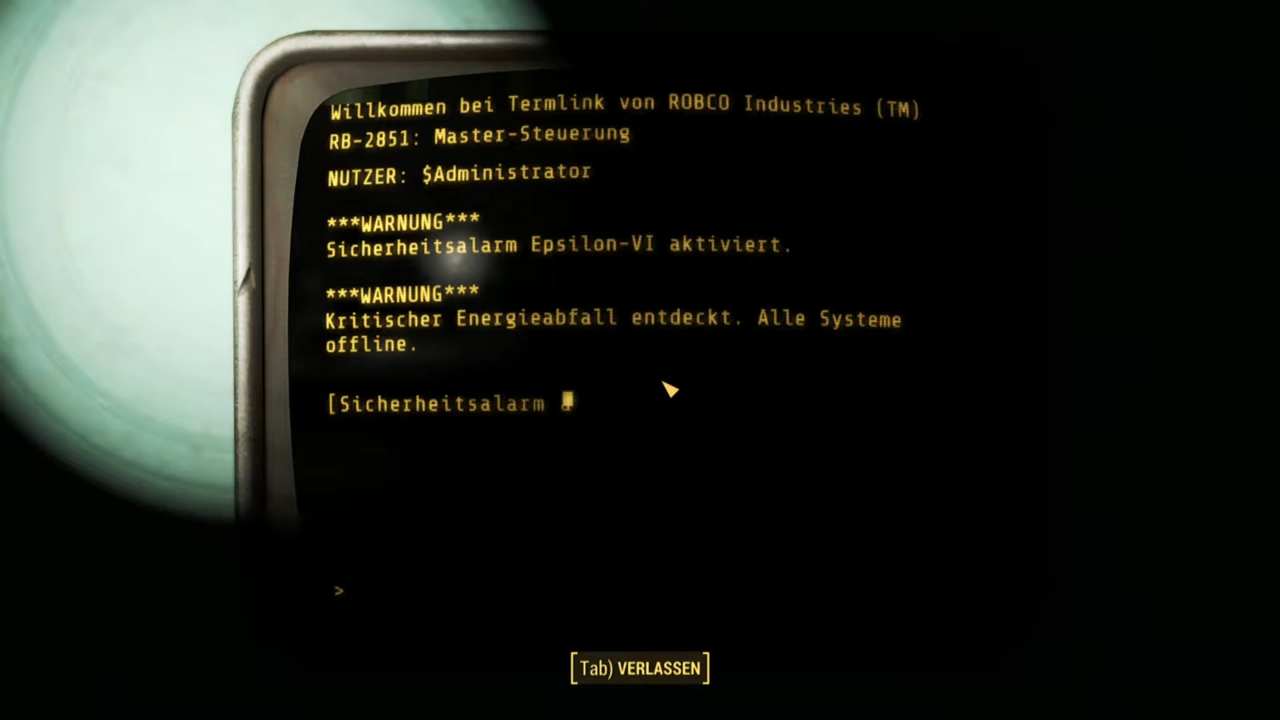 Willkommen bei Termlink von ROBCO Industries (TM)
RB-2851: Master-Steuerung
NUTZER: $Administrator
***WARNUNG***
Sicherheitsalarm Epsilon-VI aktiviert.
***WARNUNG***
Kritischer Energieabfall entdeckt. Alle Systeme
offline.
[Sicherheitsalarm
>
[Tab) VERLASSEN]